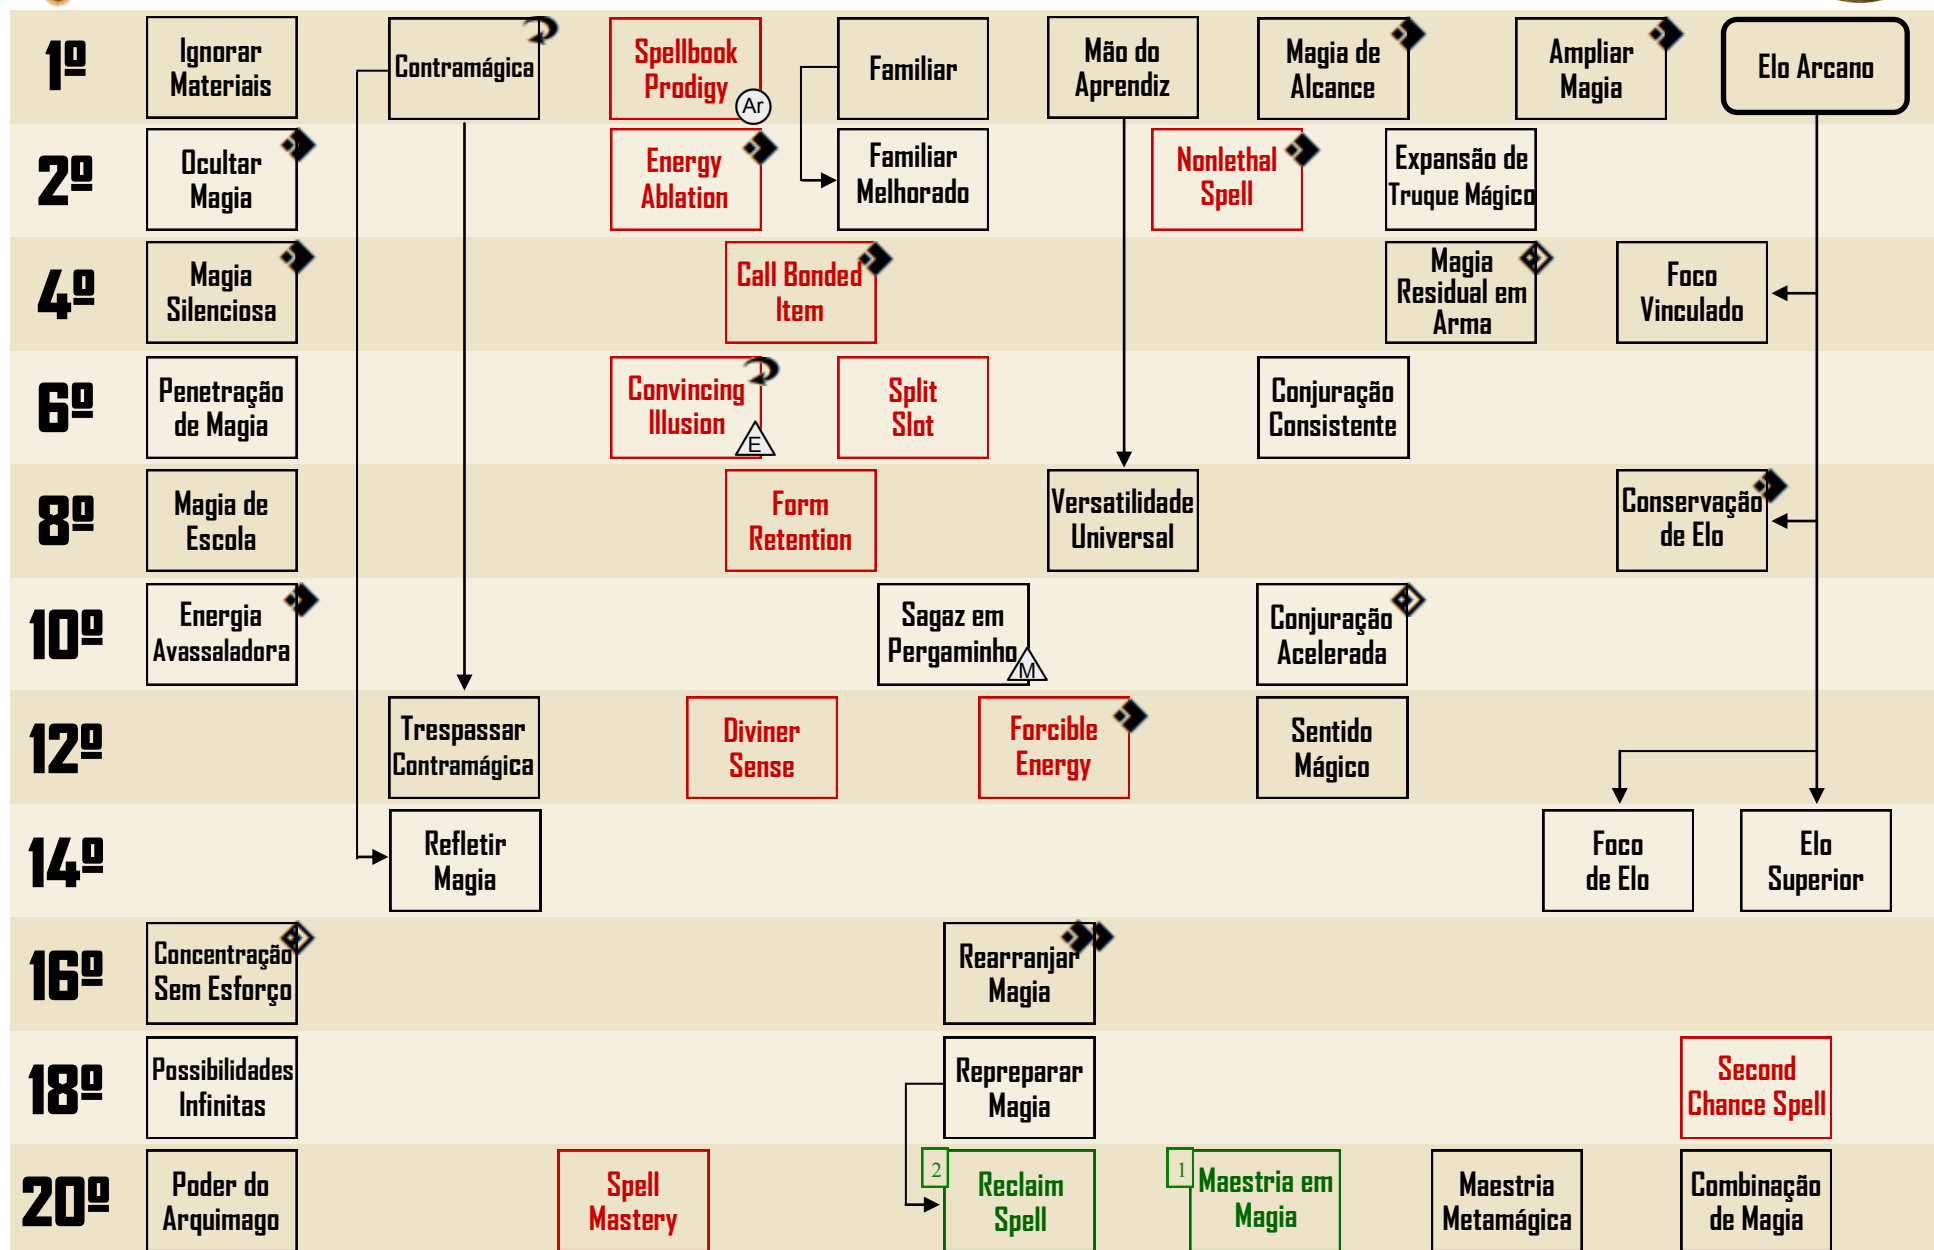 1º
Ignorar
Materiais
Contramágica
Spellbook
Prodigy
Ar
Familiar
Mão do
Aprendiz
Magia de
Alcance
Ampliar
Magia
Elo Arcano
2º
Ocultar
Magia
Energy
Ablation
Familiar
Melhorado
Nonlethal
Spell
Expansão de
Truque Mágico
4º
Magia
Silenciosa
Call Bonded
Item
Magia
Residual em
Arma
Foco
Vinculado
6º
Penetração
de Magia
Convincing
Illusion
E
Split
Slot
Conjuração
Consistente
8º
Magia de
Escola
Form
Retention
Versatilidade
Universal
Conservação
de Elo
10º
Energia
Avassaladora
Sagaz em
Pergaminho
M
Conjuração
Acelerada
12º
Trespassar
Contramágica
Diviner
Sense
Forcible
Energy
Sentido
Mágico
14º
Refletir
Magia
Foco
de Elo
Elo
Superior
16º
Concentração
Sem Esforço
Rearranjar
Magia
18º
Possibilidades
Infinitas
Repreparar
Magia
Second
Chance Spell
20º
Poder do
Arquimago
Spell
Mastery
2
Reclaim
Spell
1
Maestria em
Magia
Maestria
Metamágica
Combinação
de Magia